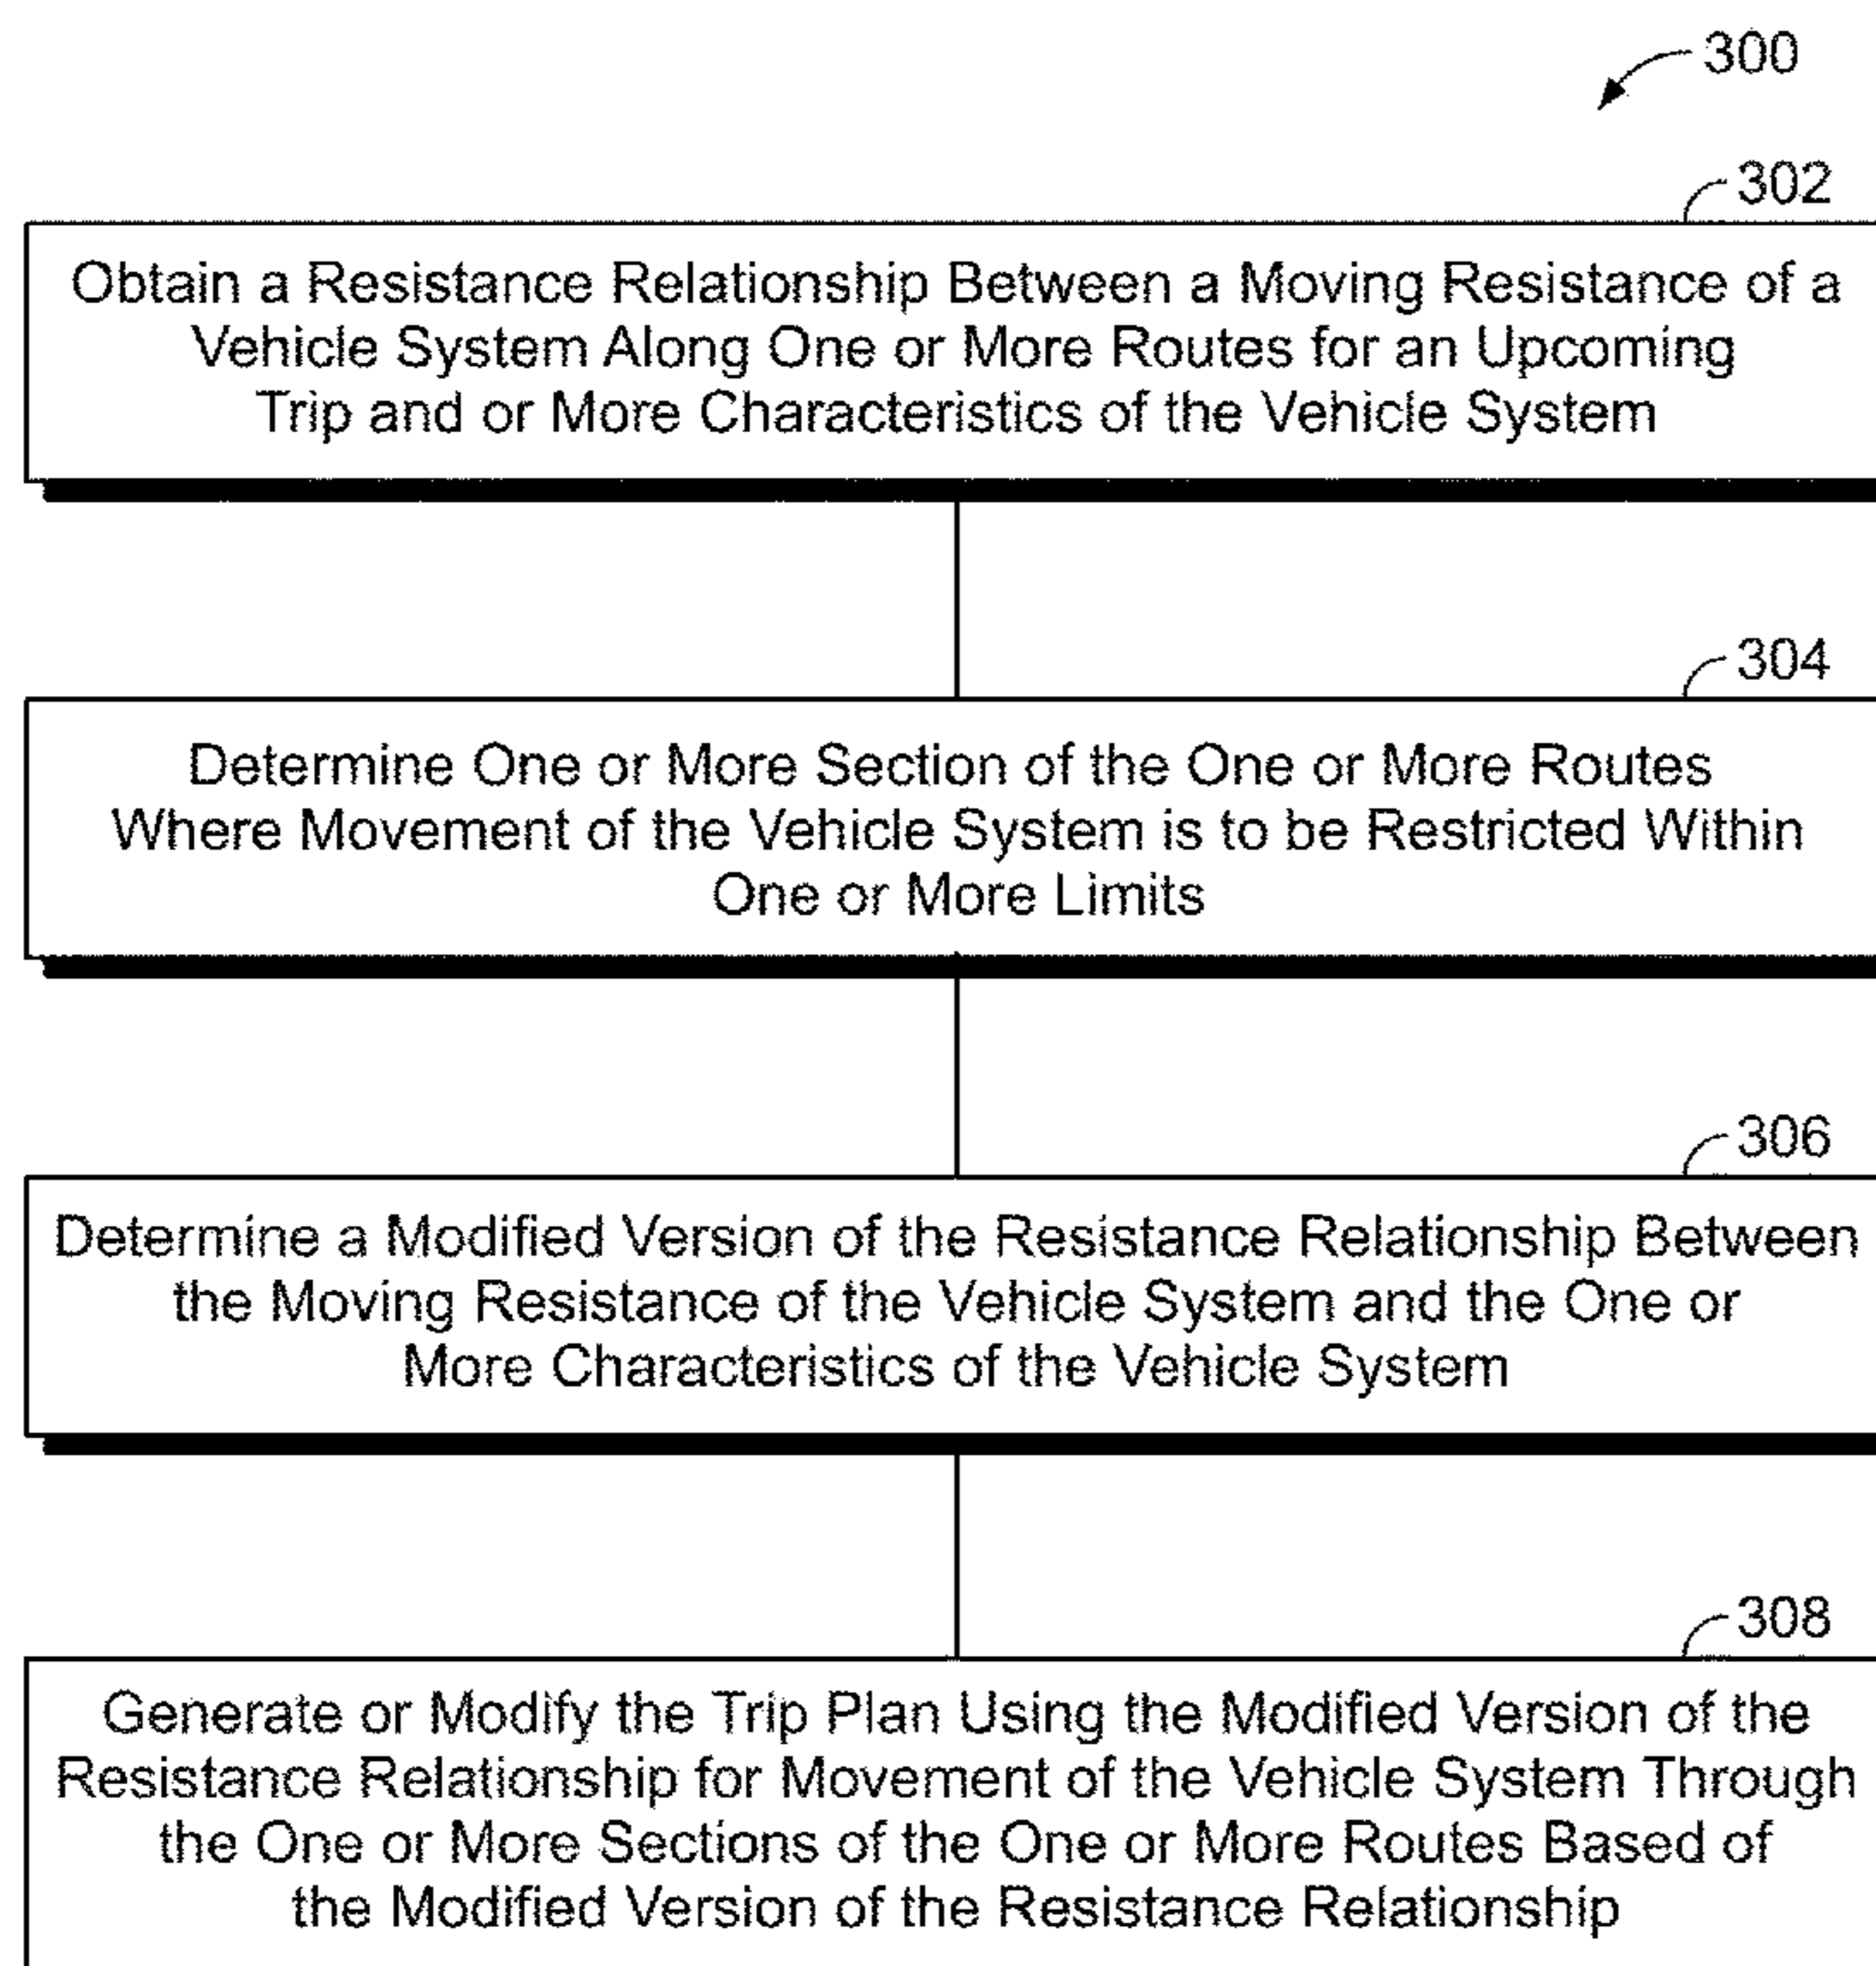 300
302
Obtain a Resistance Relationship Between a Moving Resistance of a
Vehicle System Along One or More Routes for an Upcoming
Trip and or More Characteristics of the Vehicle System
304
Determine One or More Section of the One or More Routes
Where Movement of the Vehicle System is to be Restricted Within
One or More Limits
306
Determine a Modified Version of the Resistance Relationship Between
the Moving Resistance of the Vehicle System and the One or
More Characteristics of the Vehicle System
308
Generate or Modify the Trip Plan Using the Modified Version of the
Resistance Relationship for Movement of the Vehicle System Through
the One or More Sections of the One or More Routes Based of
the Modified Version of the Resistance Relationship